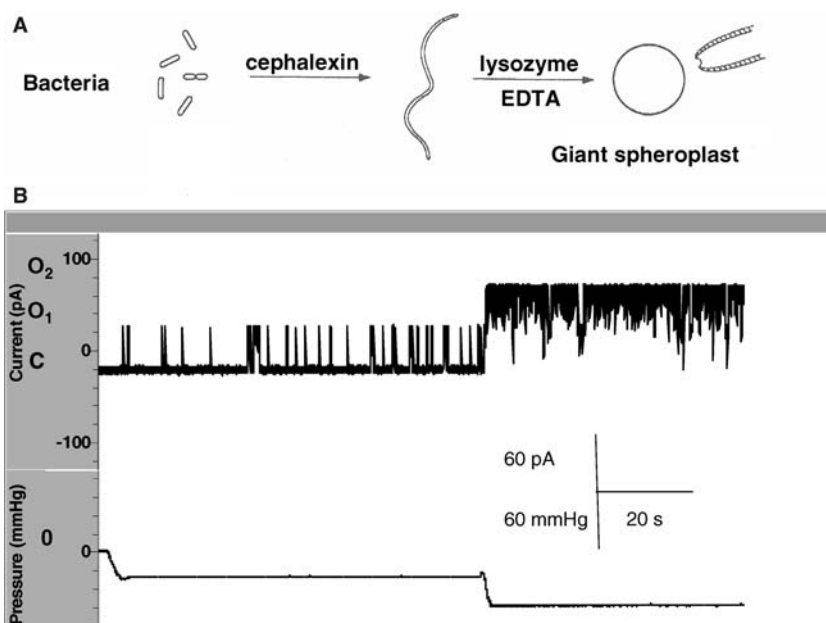 A
Bacteria
cephalexin
lysozyme
EDTA
Giant spheroplast
B
Current (pA)
O2
O1
C
100
0
-100
60 pA
60 mmHg
20 s
Pressure (mmHg)
0
0